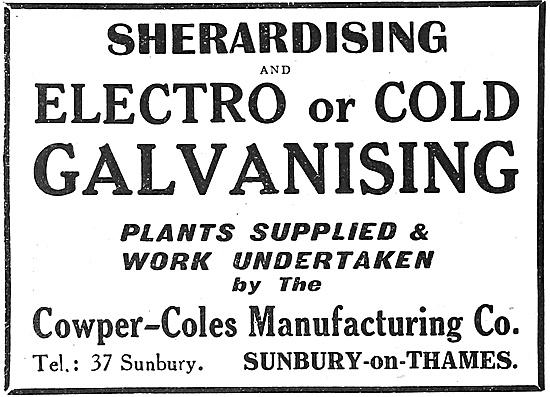 SHERARDISING
AND
ELECTRO or COLD
GALVANISING
PLANTS SUPPLIED &
WORK UNDERTAKEN
by The
Cowper-Coles Manufacturing Co.
Tel.: 37 Sunbury. SUNBURY-on-THAMES.